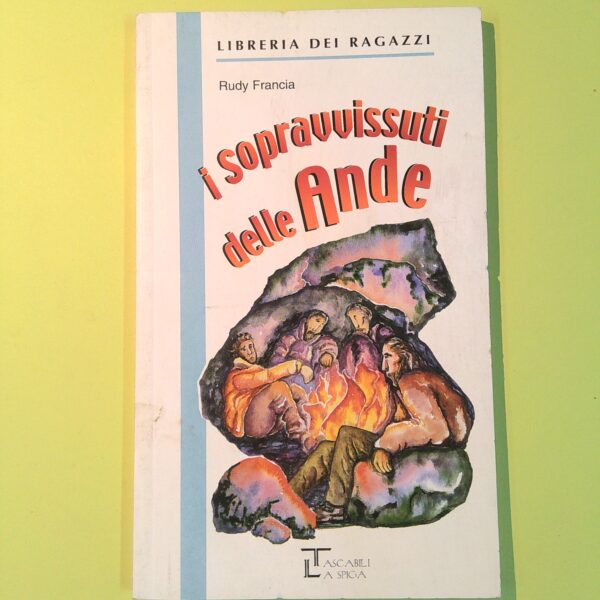 LIBRERIA DEI RAGAZZI
Rudy Francia
i sopravvissuti
delle Ande
TASCABILI
LA SPIGA